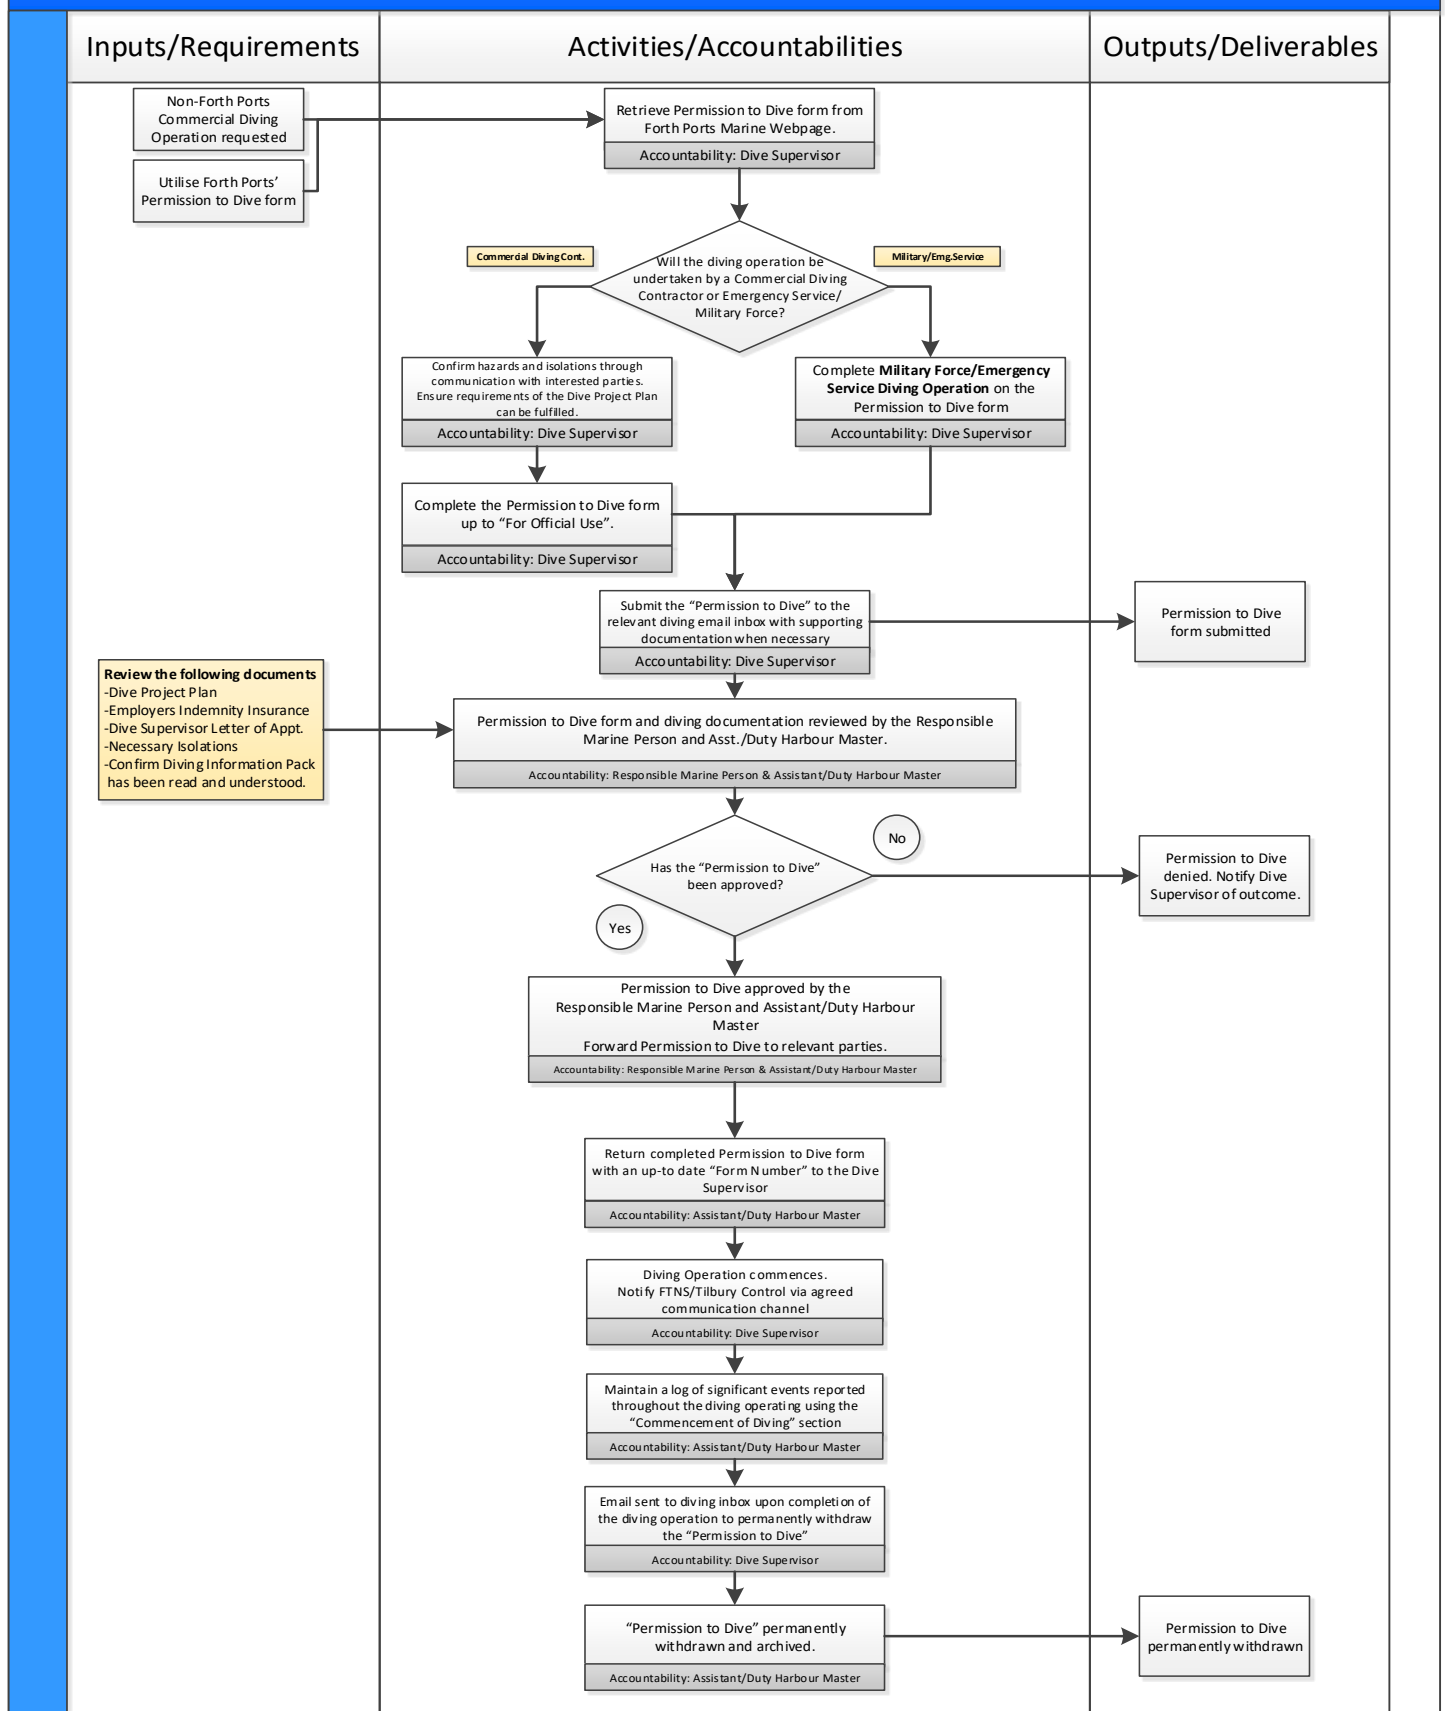 Inputs/Requirements
Activities/Accountabilities
Outputs/Deliverables
Non-Forth Ports
Commercial Diving
Operation requested
Utilise Forth Ports’
Permission to Dive form
Retrieve Permission to Dive form from
Forth Ports Marine Webpage.
Accountability: Dive Supervisor
Commercial Diving Cont.
Military/Emg.Service
Will the diving operation be
undertaken by a Commercial Diving
Contractor or Emergency Service/
Military Force?
Confirm hazards and isolations through
communication with interested parties.
Ensure requirements of the Dive Project Plan
can be fulfilled.
Accountability: Dive Supervisor
Complete Military Force/Emergency
Service Diving Operation on the
Permission to Dive form
Accountability: Dive Supervisor
Complete the Permission to Dive form
up to “For Official Use”.
Accountability: Dive Supervisor
Submit the “Permission to Dive” to the
relevant diving email inbox with supporting
documentation when necessary
Accountability: Dive Supervisor
Permission to Dive
form submitted
Review the following documents
-Dive Project Plan
-Employers Indemnity Insurance
-Dive Supervisor Letter of Appt.
-Necessary Isolations
-Confirm Diving Information Pack
has been read and understood.
Permission to Dive form and diving documentation reviewed by the Responsible
Marine Person and Asst./Duty Harbour Master.
Accountability: Responsible Marine Person & Assistant/Duty Harbour Master
Has the “Permission to Dive”
been approved?
No
Yes
Permission to Dive
denied. Notify Dive
Supervisor of outcome.
Permission to Dive approved by the
Responsible Marine Person and Assistant/Duty Harbour
Master
Forward Permission to Dive to relevant parties.
Accountability: Responsible Marine Person & Assistant/Duty Harbour Master
Return completed Permission to Dive form
with an up-to date “Form Number” to the Dive
Supervisor
Accountability: Assistant/Duty Harbour Master
Diving Operation commences.
Notify FTNS/Tilbury Control via agreed
communication channel
Accountability: Dive Supervisor
Maintain a log of significant events reported
throughout the diving operating using the
“Commencement of Diving” section
Accountability: Assistant/Duty Harbour Master
Email sent to diving inbox upon completion of
the diving operation to permanently withdraw
the “Permission to Dive”
Accountability: Dive Supervisor
“Permission to Dive” permanently
withdrawn and archived.
Accountability: Assistant/Duty Harbour Master
Permission to Dive
permanently withdrawn